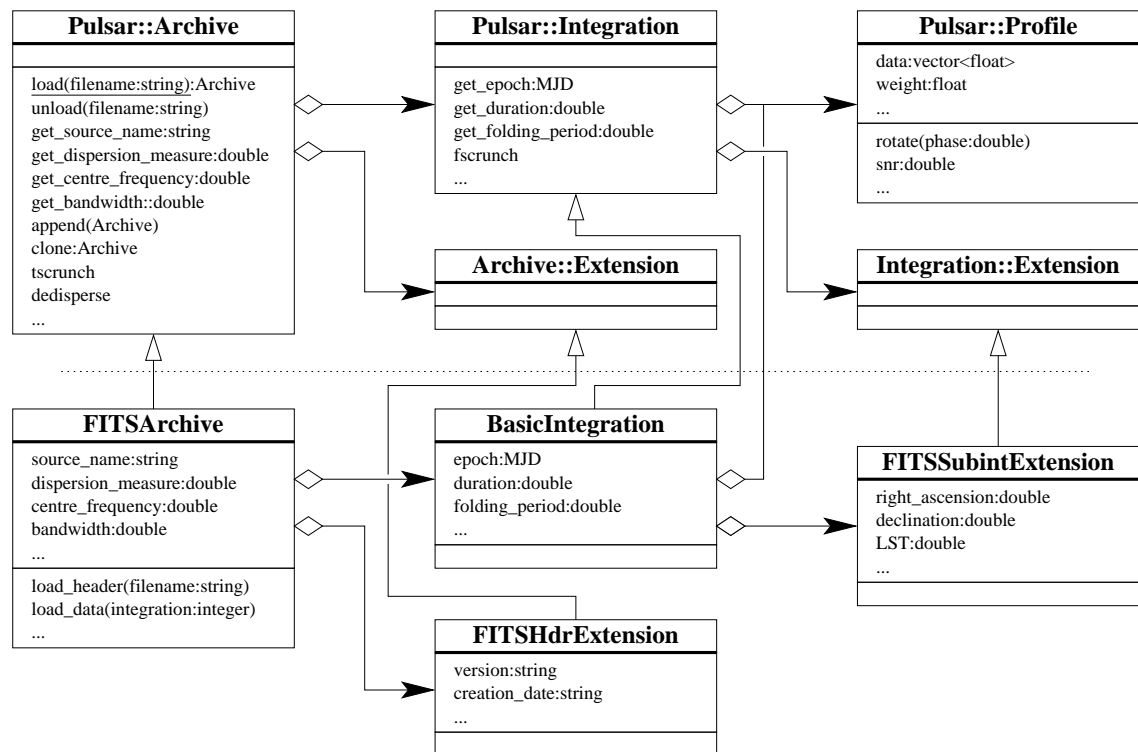 Pulsar::Archive
load(filename:string):Archive
unload(filename:string)
get_source_name:string
get_dispersion_measure:double
get_centre_frequency:double
get_bandwidth::double
append(Archive)
clone:Archive
tscrunch
dedisperse
...
Pulsar::Integration
get_epoch:MJD
get_duration:double
get_folding_period:double
fscrunch
...
Pulsar::Profile
data:vector<float>
weight:float
...
rotate(phase:double)
snr:double
...
Archive::Extension
Integration::Extension
FITSArchive
source_name:string
dispersion_measure:double
centre_frequency:double
bandwidth:double
...
load_header(filename:string)
load_data(integration:integer)
...
BasicIntegration
epoch:MJD
duration:double
folding_period:double
...
FITSSubintExtension
right_ascension:double
declination:double
LST:double
...
FITSHdrExtension
version:string
creation_date:string
...